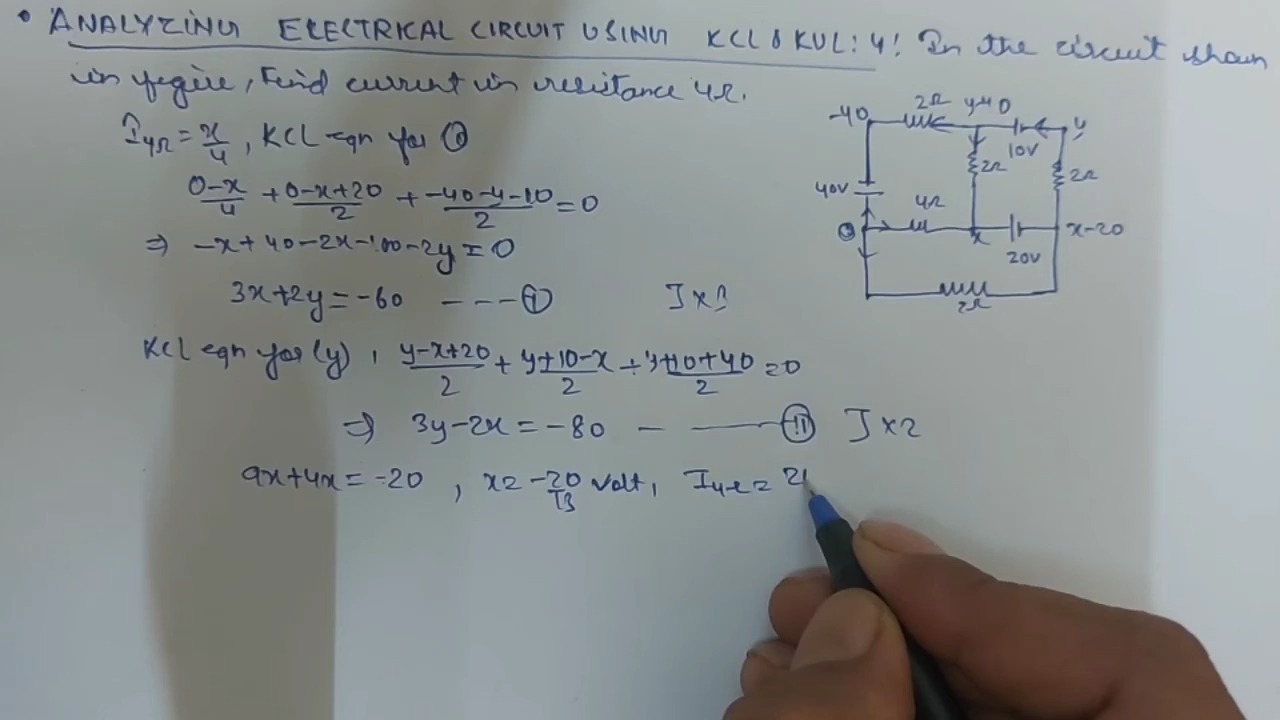 • ANALYZING ELECTRICAL CIRCUIT USING KCL & KVL: 4! In the circuit shown
in figure, Find current in resistance 4Ω.
I4Ω = x/4, KCL eqn for 0
(0-x)/4 + (0-x+20)/2 + (-40-y-10)/2 = 0
⇒ -x+40-2x-100-2y=0
3x+2y=-60 ---- (I) ] x3
KCL eqn for (y), (y-x+20)/2 + (y+10-x)/2 + (y+10+40)/2 = 0
⇒ 3y-2x=-80 — —— (II) ] x2
9x+4x=-20, x= -20/13 volt, I4Ω =
-40 2Ω y+10 y
10V
2Ω 2Ω
40V 4Ω
0 x x-20
20V
2Ω